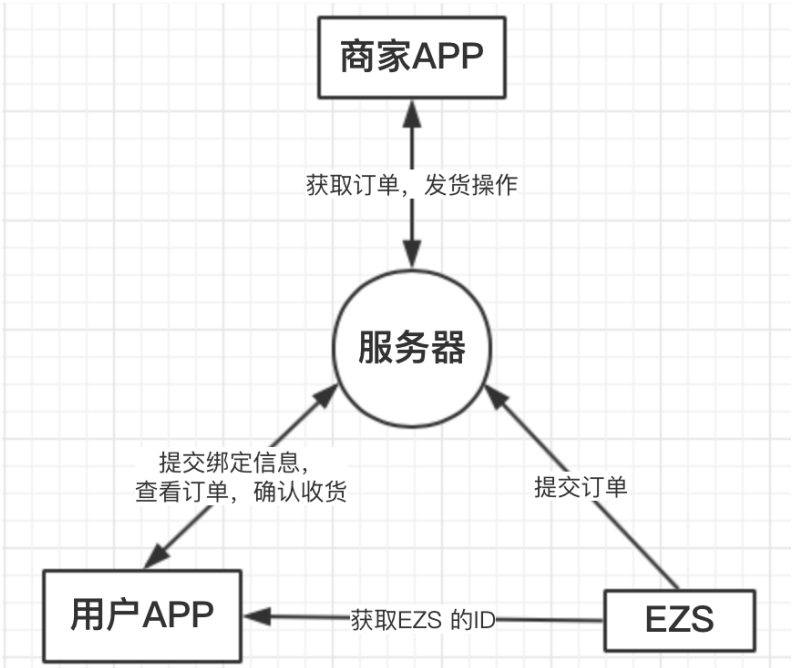 商家APP
获取订单，发货操作
服务器
提交绑定信息，
查看订单，确认收货
提交订单
用户APP
获取EZS 的ID
EZS